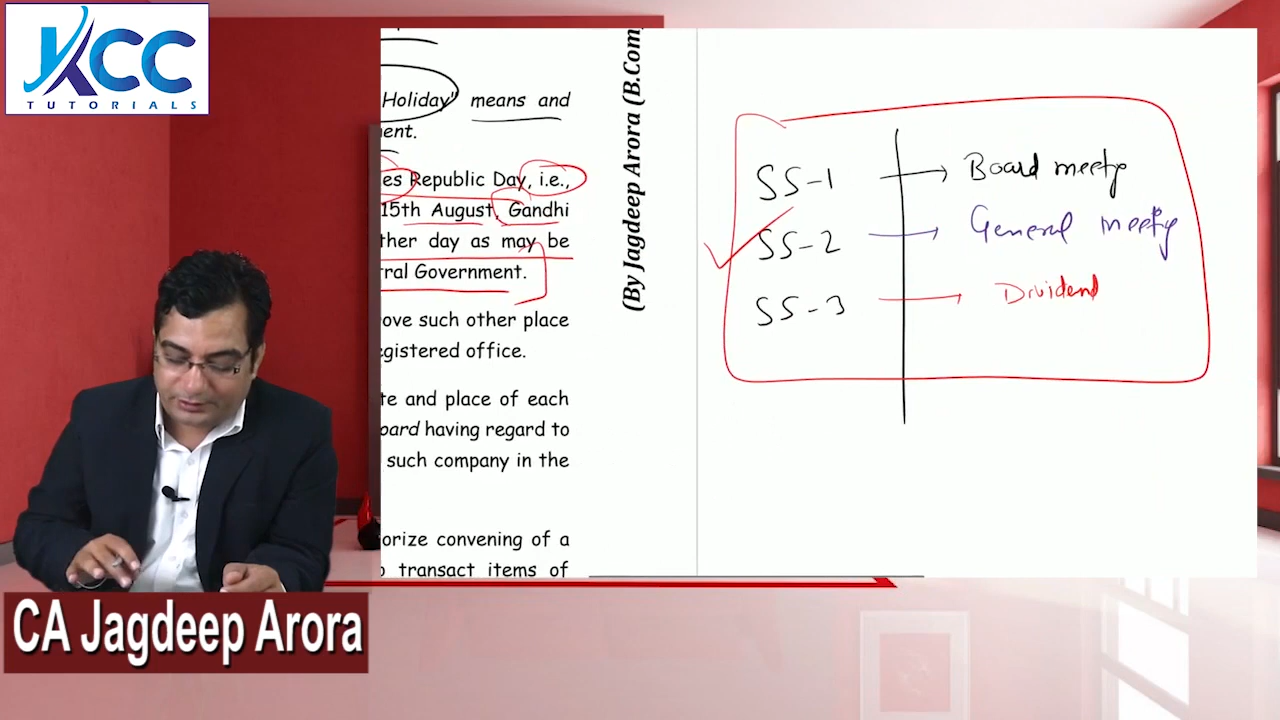 KCC
TUTORIALS
Holiday" means and
ent.
es Republic Day, i.e.,
15th August, Gandhi
ther day as may be
ral Government.
ove such other place
egistered office.
te and place of each
oard having regard to
such company in the
orize convening of a
o transact items of
(By Jagdeep Arora (B.Com
SS-1 → Board meetg
SS-2 → General meetg
SS-3 → Dividend
CA Jagdeep Arora